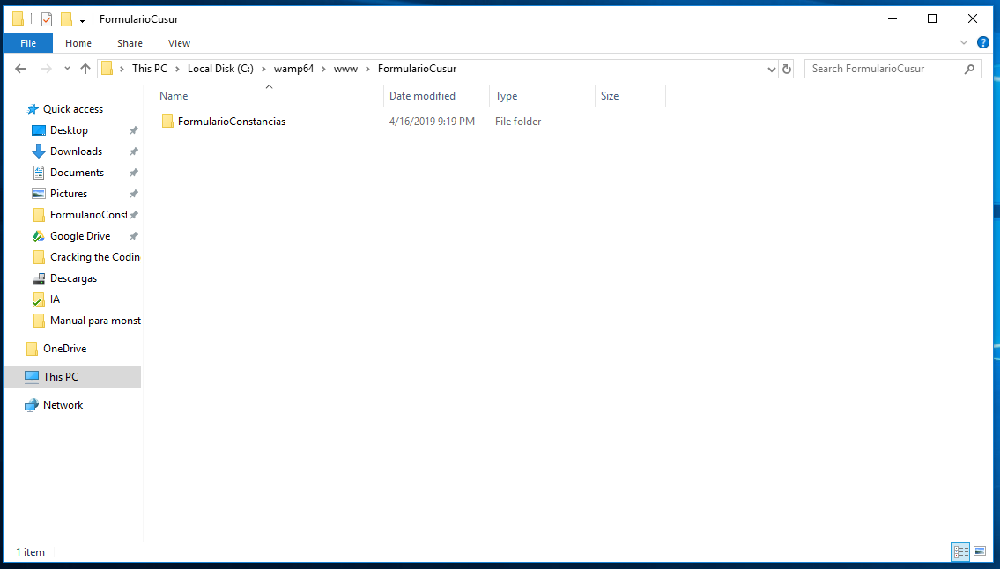 FormularioCusur
File Home Share View
This PC Local Disk (C:) wamp64 www FormularioCusur
Search FormularioCusur
Name Date modified Type Size
FormularioConstancias 4/16/2019 9:19 PM File folder
Quick access
Desktop
Downloads
Documents
Pictures
FormularioConst
Google Drive
Cracking the Codin
Descargas
IA
Manual para monst
OneDrive
This PC
Network
1 item